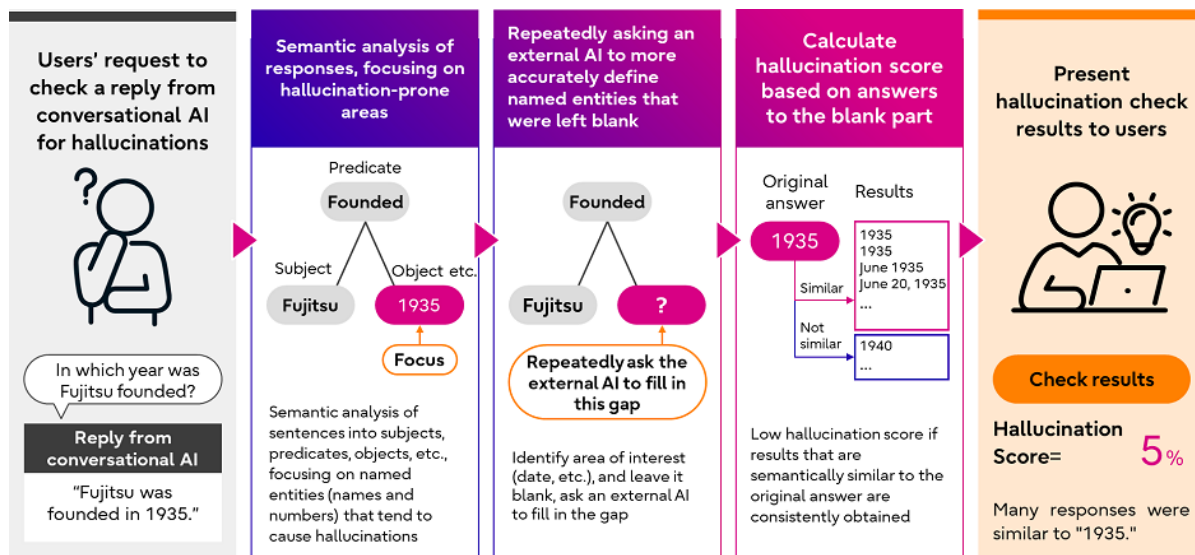 Users' request to
check a reply from
conversational AI
for hallucinations
?
In which year was
Fujitsu founded?
Reply from
conversational AI
"Fujitsu was
founded in 1935."
Semantic analysis of
responses, focusing on
hallucination-prone
areas
Predicate
Founded
Subject
Object etc.
Fujitsu
1935
Focus
Semantic analysis of
sentences into subjects,
predicates, objects, etc.,
focusing on named
entities (names and
numbers) that tend to
cause hallucinations
Repeatedly asking an
external AI to more
accurately define
named entities that
were left blank
Founded
Fujitsu
?
Repeatedly ask the
external AI to fill in
this gap
Identify area of interest
(date, etc.), and leave it
blank, ask an external AI
to fill in the gap
Calculate
hallucination score
based on answers
to the blank part
Original
answer
Results
1935
1935
1935
June 1935
June 20, 1935
...
Similar
Not
similar
1940
...
Low hallucination score if
results that are
semantically similar to the
original answer are
consistently obtained
Present
hallucination check
results to users
Check results
Hallucination
Score= 5%
Many responses were
similar to "1935."